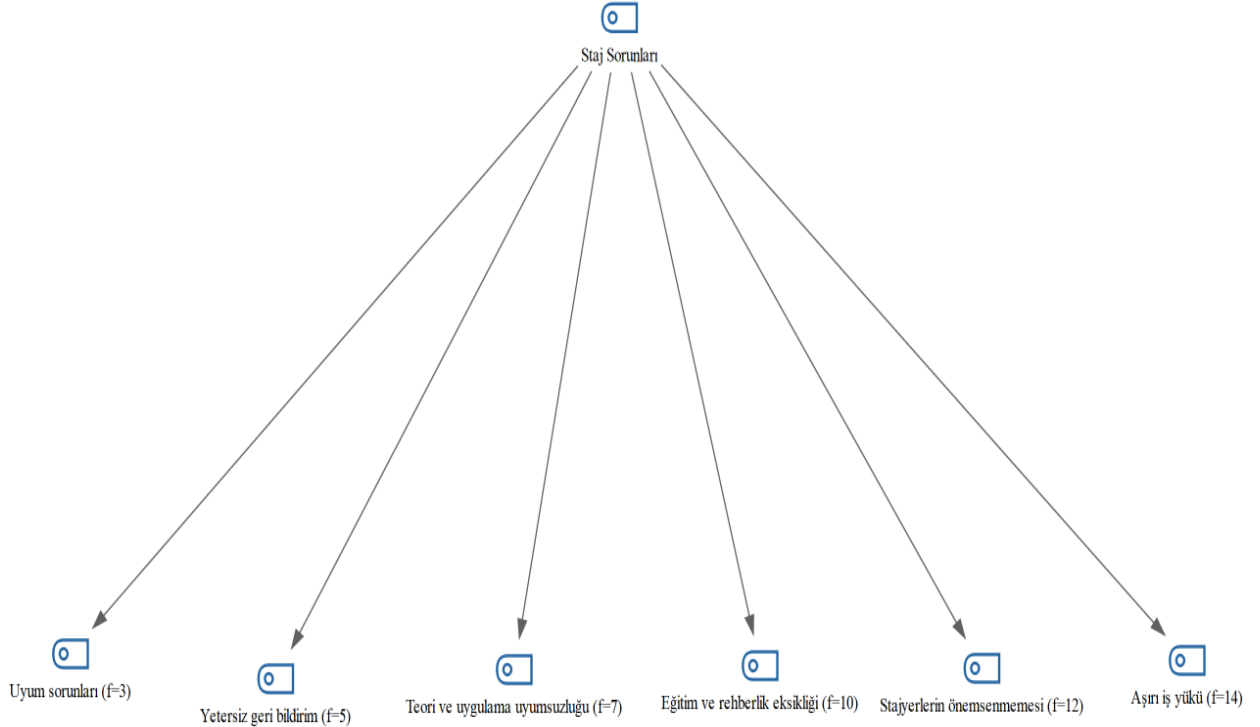 Staj Sorunları
Uyum sorunları (f=3)
Yetersiz geri bildirim (f=5)
Teori ve uygulama uyumsuzluğu (f=7)
Eğitim ve rehberlik eksikliği (f=10)
Stajyerlerin önemsenmemesi (f=12)
Aşırı iş yükü (f=14)